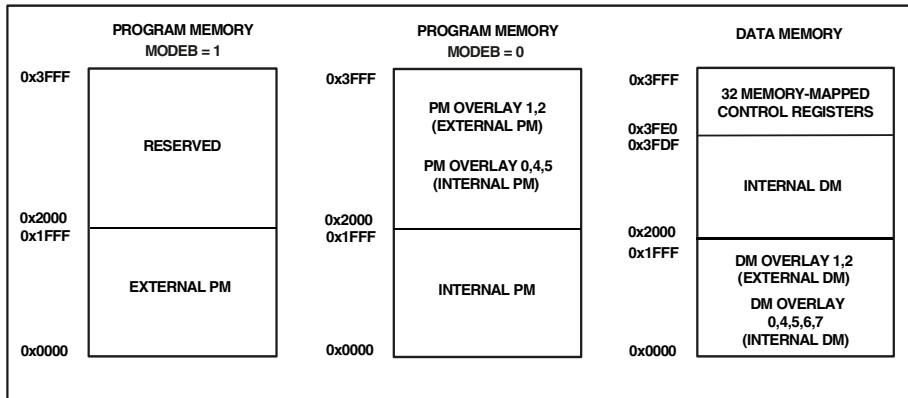 PROGRAM MEMORY
MODEB = 1
0x3FFF
RESERVED
0x2000
0x1FFF
EXTERNAL PM
0x0000
PROGRAM MEMORY
MODEB = 0
0x3FFF
PM OVERLAY 1,2
(EXTERNAL PM)
PM OVERLAY 0,4,5
(INTERNAL PM)
0x2000
0x1FFF
INTERNAL PM
0x0000
DATA MEMORY
0x3FFF
32 MEMORY-MAPPED
CONTROL REGISTERS
0x3FE0
0x3FDF
INTERNAL DM
0x2000
0x1FFF
DM OVERLAY 1,2
(EXTERNAL DM)
DM OVERLAY
0,4,5,6,7
(INTERNAL DM)
0x0000